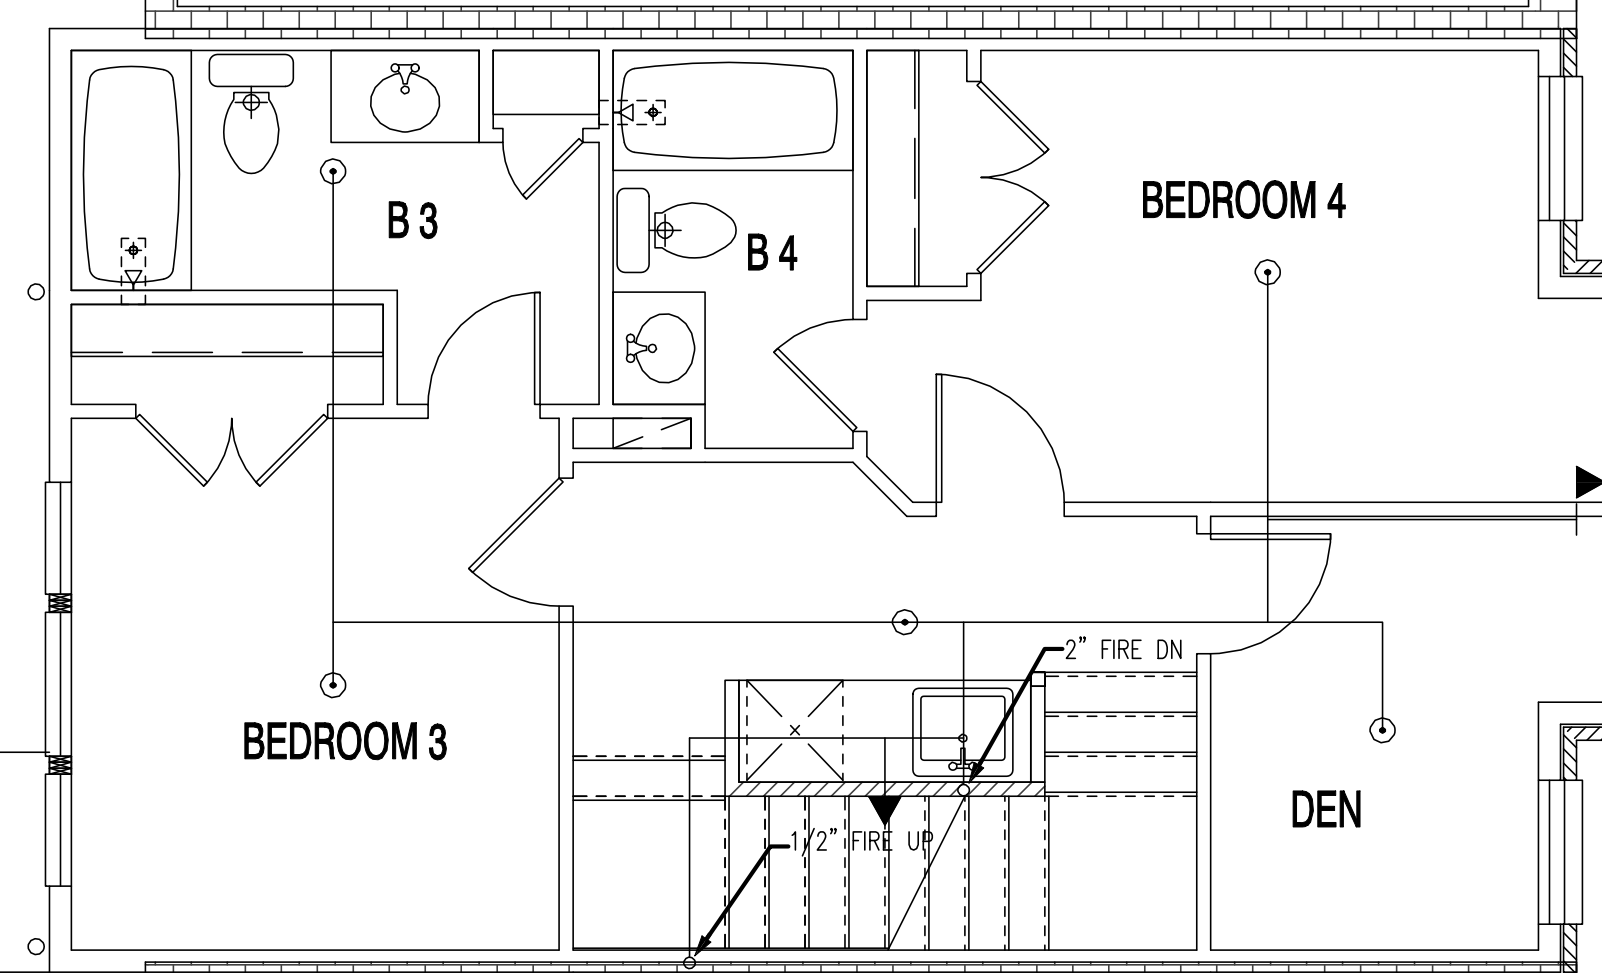 B 3
BEDROOM 4
B 4
2” FIRE DN
BEDROOM 3
DEN
1/2” FIRE UP